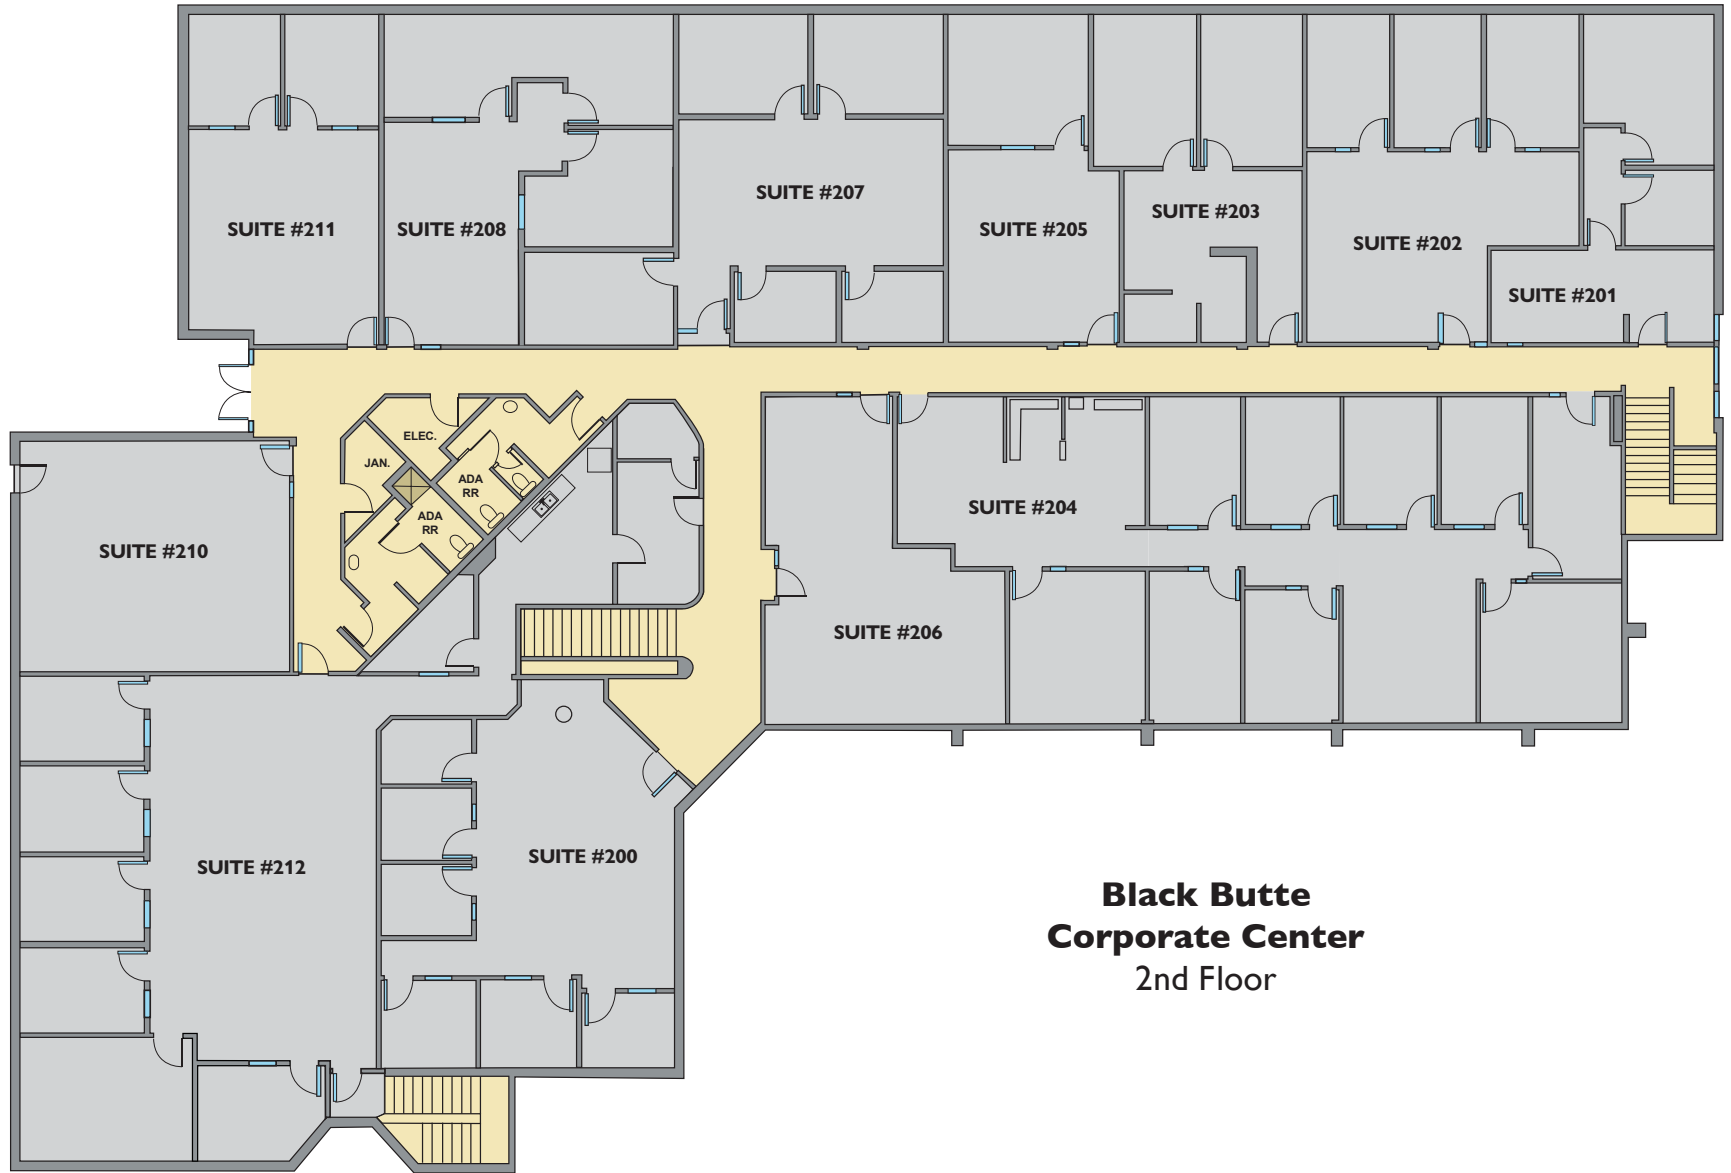 SUITE #207
SUITE #203
SUITE #211
SUITE #208
SUITE #205
SUITE #202
SUITE #201
ELEC.
JAN.
ADA
RR
ADA
RR
SUITE #204
SUITE #210
SUITE #206
SUITE #212
SUITE #200
Black Butte
Corporate Center
2nd Floor